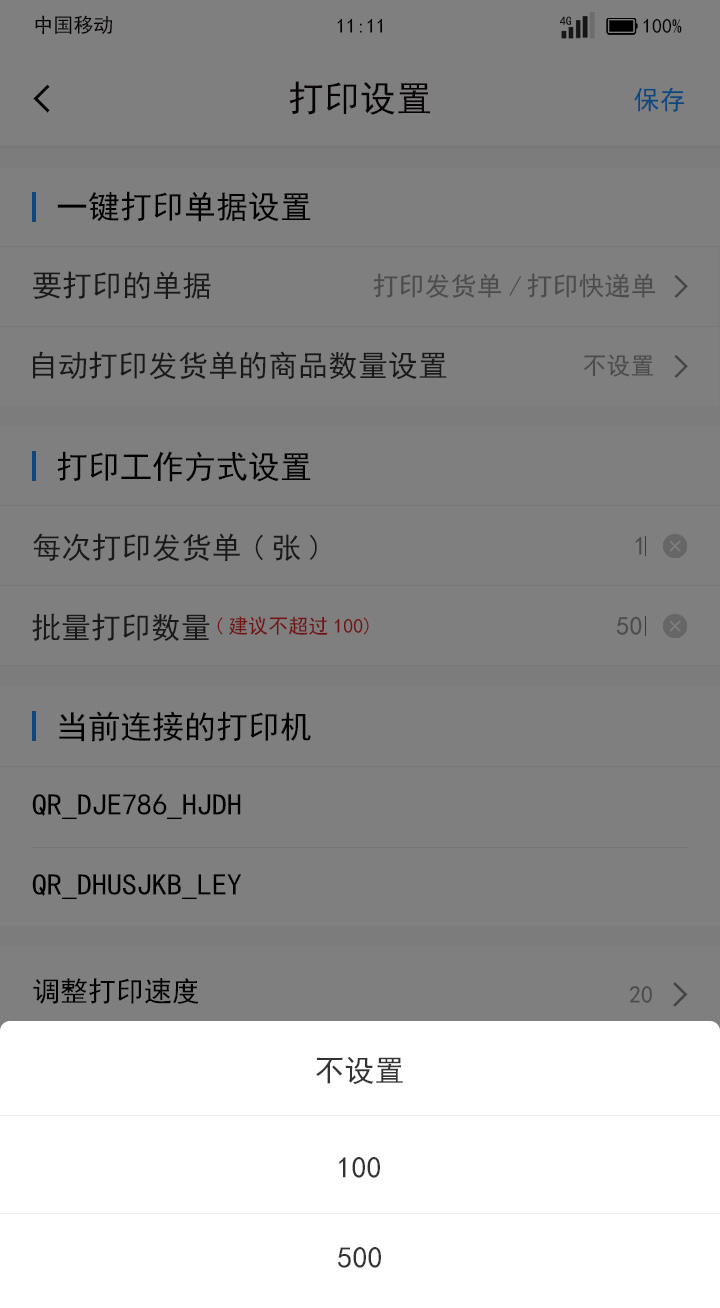 中国移动 11:11 4G 100%
打印设置 保存
一键打印单据设置
要打印的单据 打印发货单 / 打印快递单
自动打印发货单的商品数量设置 不设置
打印工作方式设置
每次打印发货单（张） 1
批量打印数量（建议不超过 100） 50
当前连接的打印机
QR_DJE786_HJDH
QR_DHUSJKB_LEY
调整打印速度 20
不设置
100
500